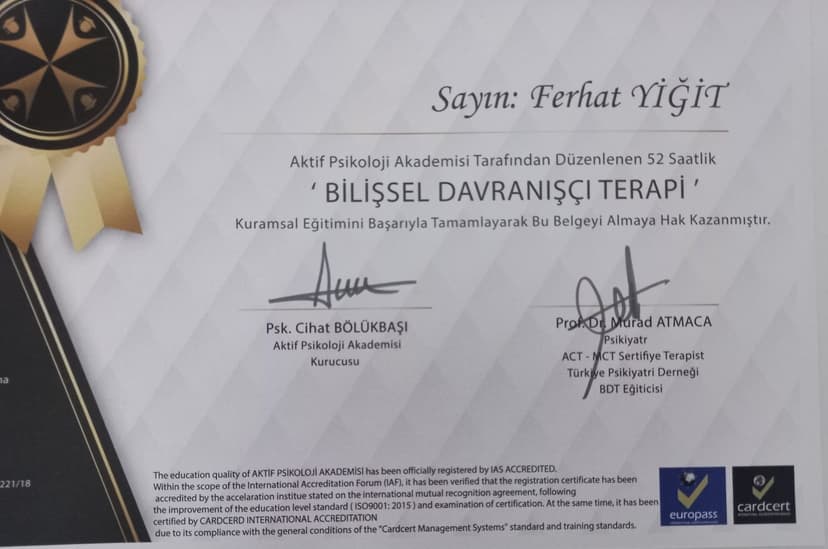 Sayın: Ferhat YİĞİT
Aktif Psikoloji Akademisi Tarafından Düzenlenen 52 Saatlik
‘ BİLİŞSEL DAVRANIŞÇI TERAPİ ’
Kuramsal Eğitimini Başarıyla Tamamlayarak Bu Belgeyi Almaya Hak Kazanmıştır.
Psk. Cihat BÖLÜKBAŞI
Aktif Psikoloji Akademisi
Kurucusu
Prof.Dr. Murad ATMACA
Psikiyatr
ACT - MCT Sertifiye Terapist
Türkiye Psikiyatri Derneği
BDT Eğiticisi
na
221/18
The education quality of AKTİF PSİKOLOJİ AKADEMİSİ has been officially registered by IAS ACCREDITED.
Within the scope of the International Accreditation Forum (IAF), it has been verified that the registration certificate has been
accredited by the accelaration institue stated on the international mutual recognition agreement, following
the improvement of the education level standard ( ISO9001; 2015 ) and examination of certification. At the same time, it has been
certified by CARDCERD INTERNATIONAL ACCREDITATION
due to its compliance with the general conditions of the "Cardcert Management Systems" standard and training standards.
europass
cardcert